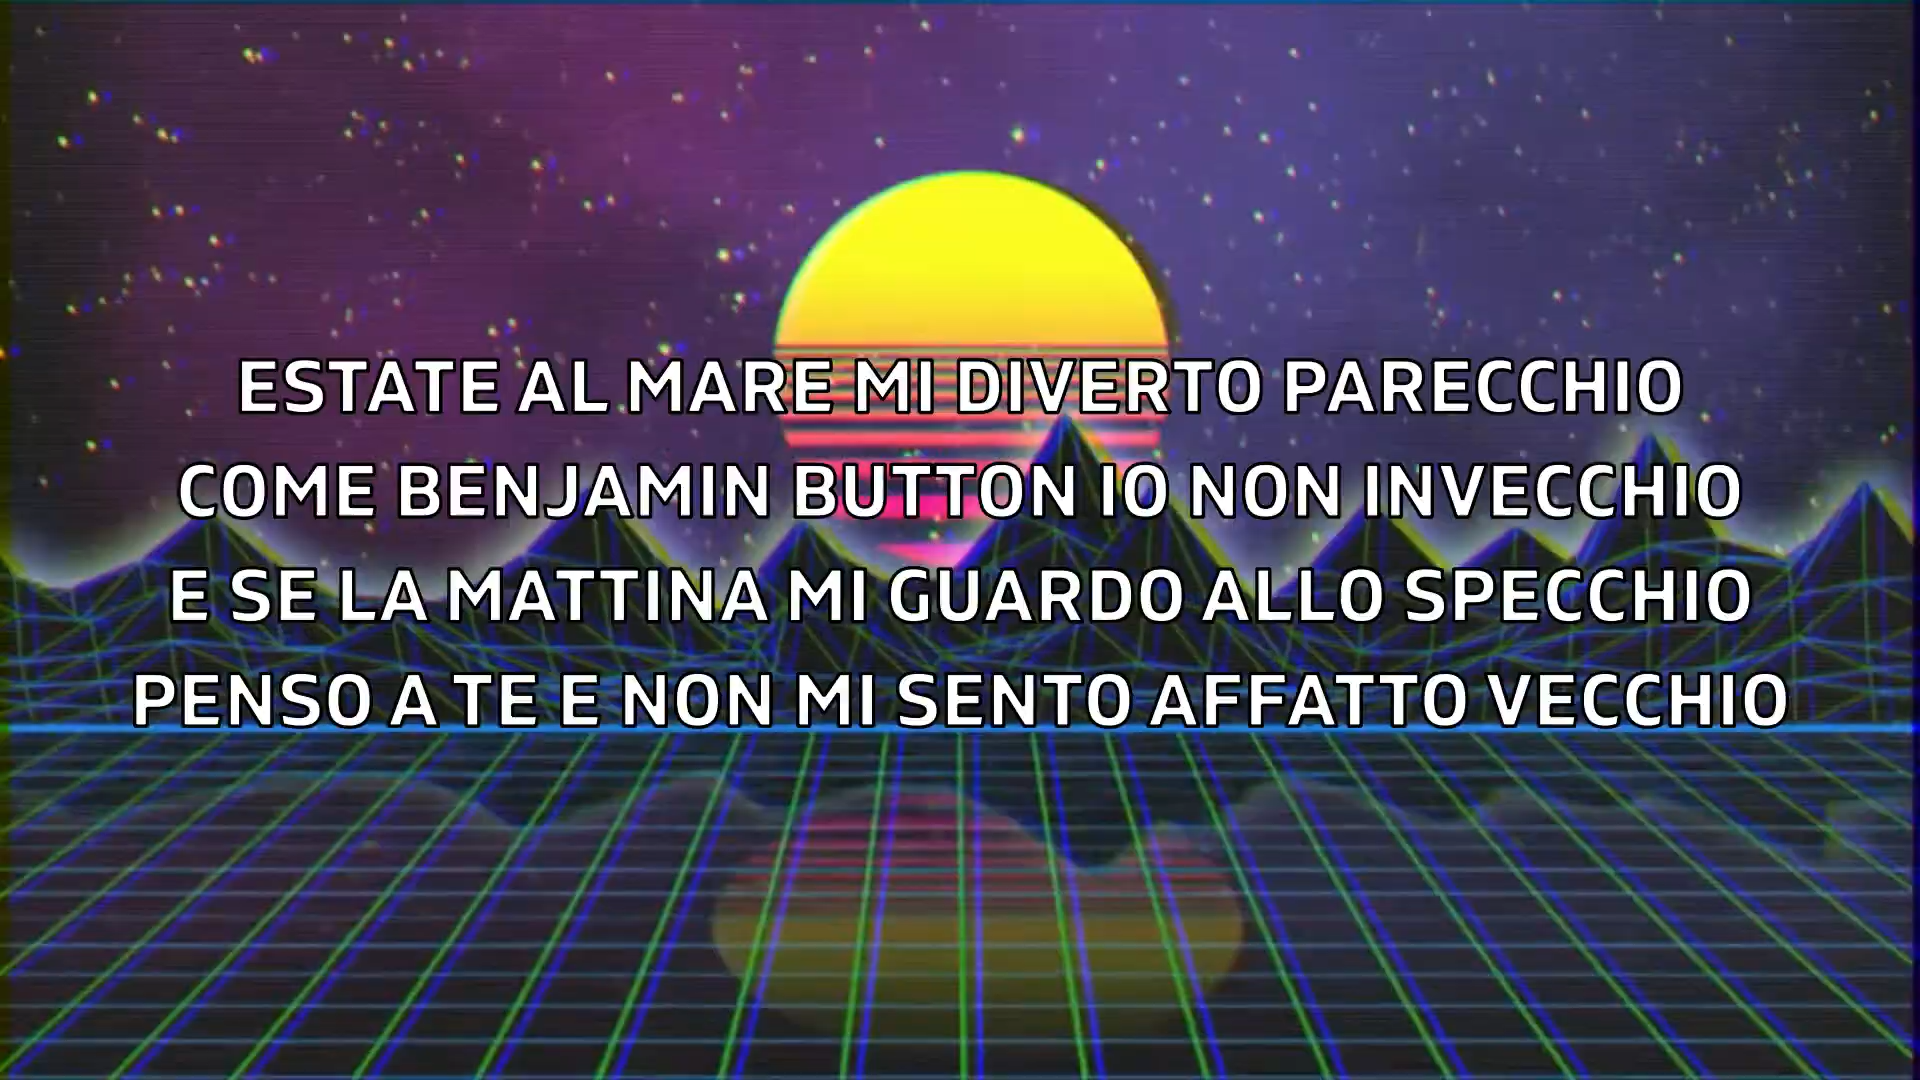 ESTATE AL MARE MI DIVERTO PARECCHIO
COME BENJAMIN BUTTON IO NON INVECCHIO
E SE LA MATTINA MI GUARDO ALLO SPECCHIO
PENSO A TE E NON MI SENTO AFFATTO VECCHIO